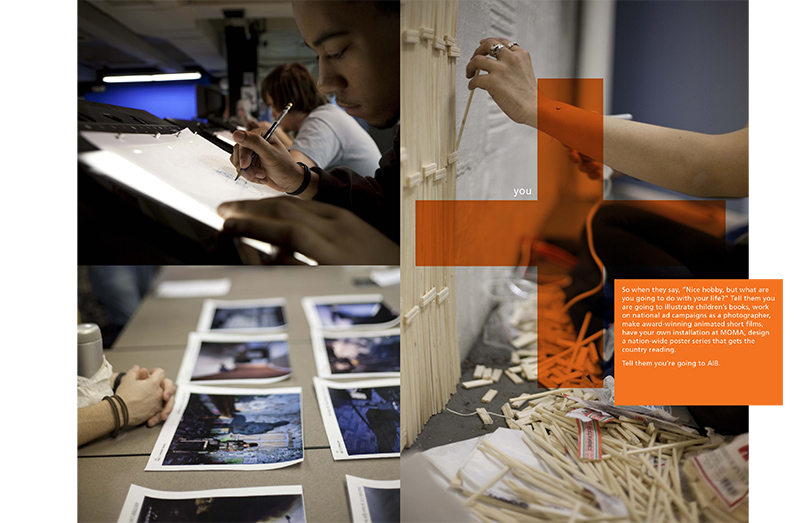 you
So when they say, "Nice hobby, but what are
you going to do with your life?" Tell them you
are going to illustrate children's books, work
on national ad campaigns as a photographer,
make award-winning animated short films,
have your own installation at MOMA, design
a nation-wide poster series that gets the
country reading.
Tell them you're going to AIB.